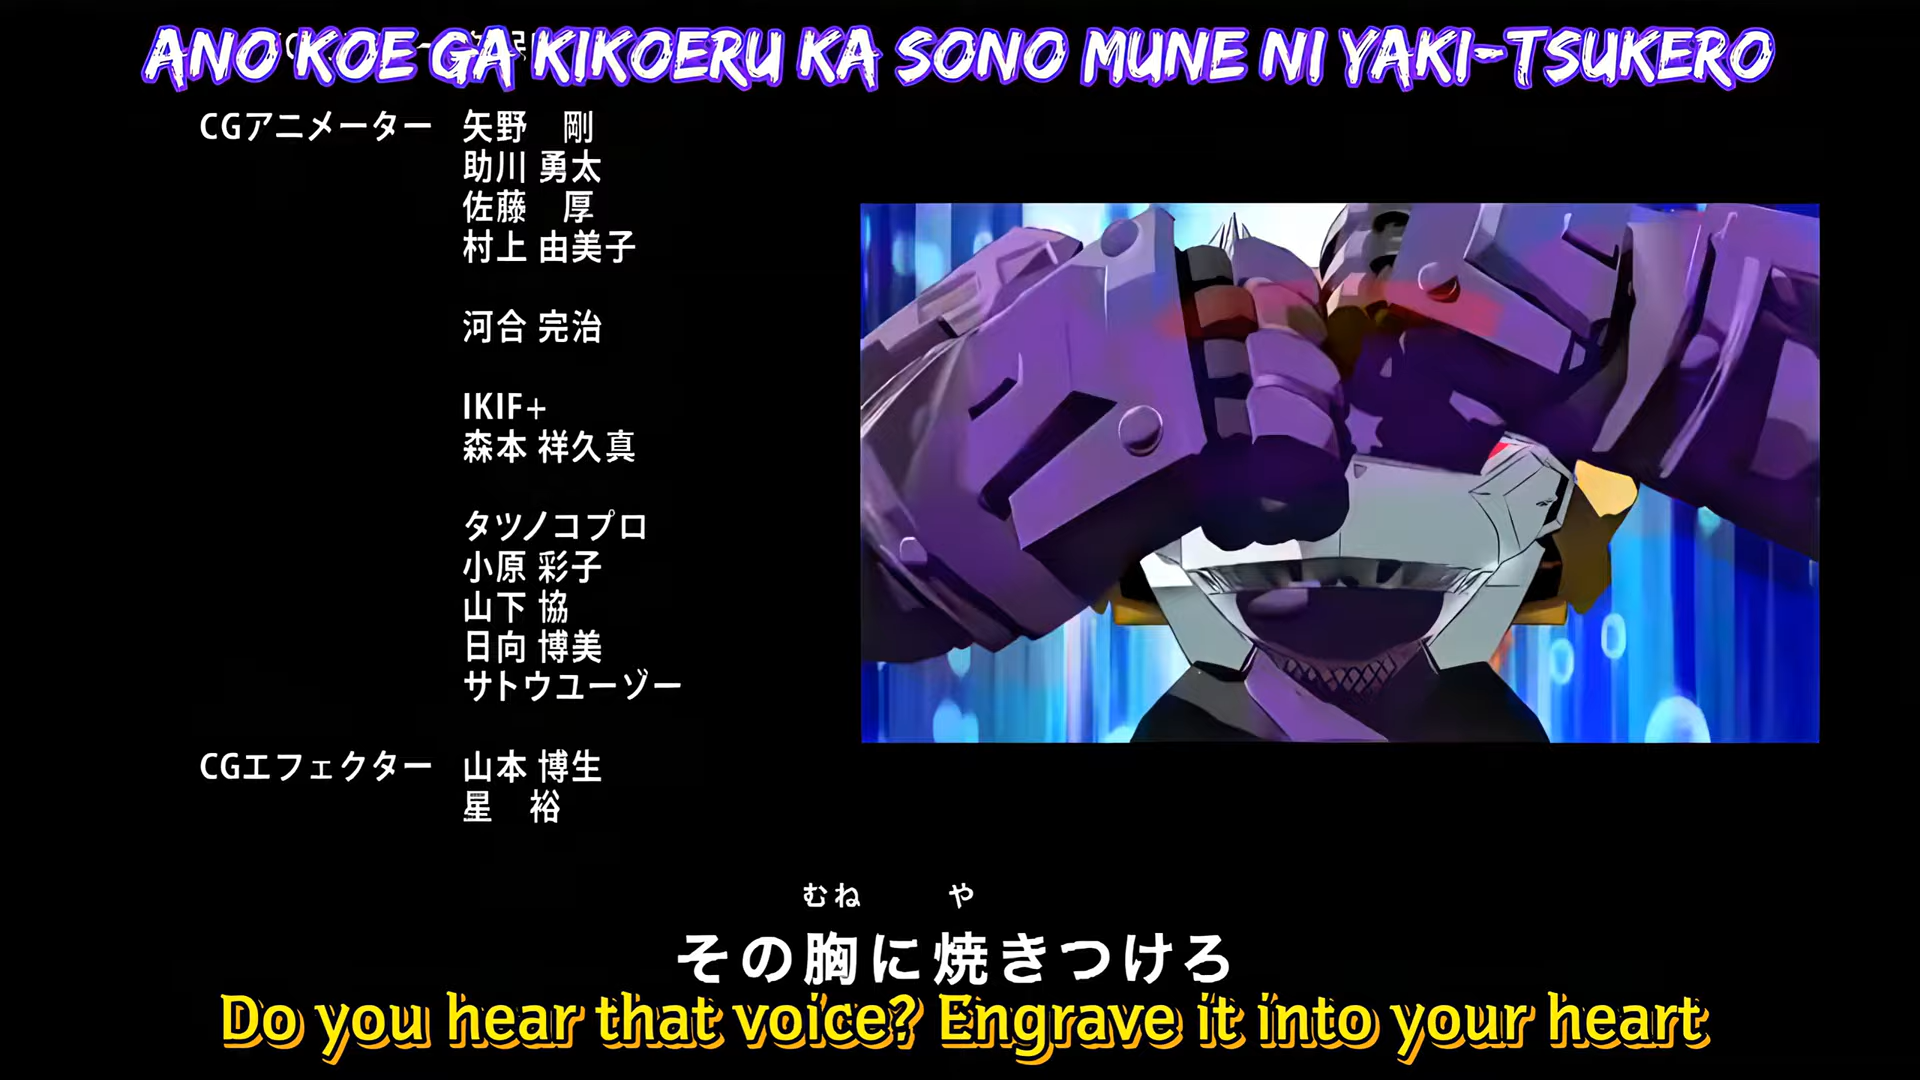 ANO KOE GA KIKOERU KA SONO MUNE NI YAKI-TSUKERO
CGアニメーター 矢野 剛
助川 勇太
佐藤 厚
村上 由美子
河合 完治
IKIF+
森本 祥久真
タツノコプロ
小原 彩子
山下 協
日向 博美
サトウユーゾー
CGエフェクター 山本 博生
星 裕
むね や
その胸に焼きつけろ
Do you hear that voice? Engrave it into your heart